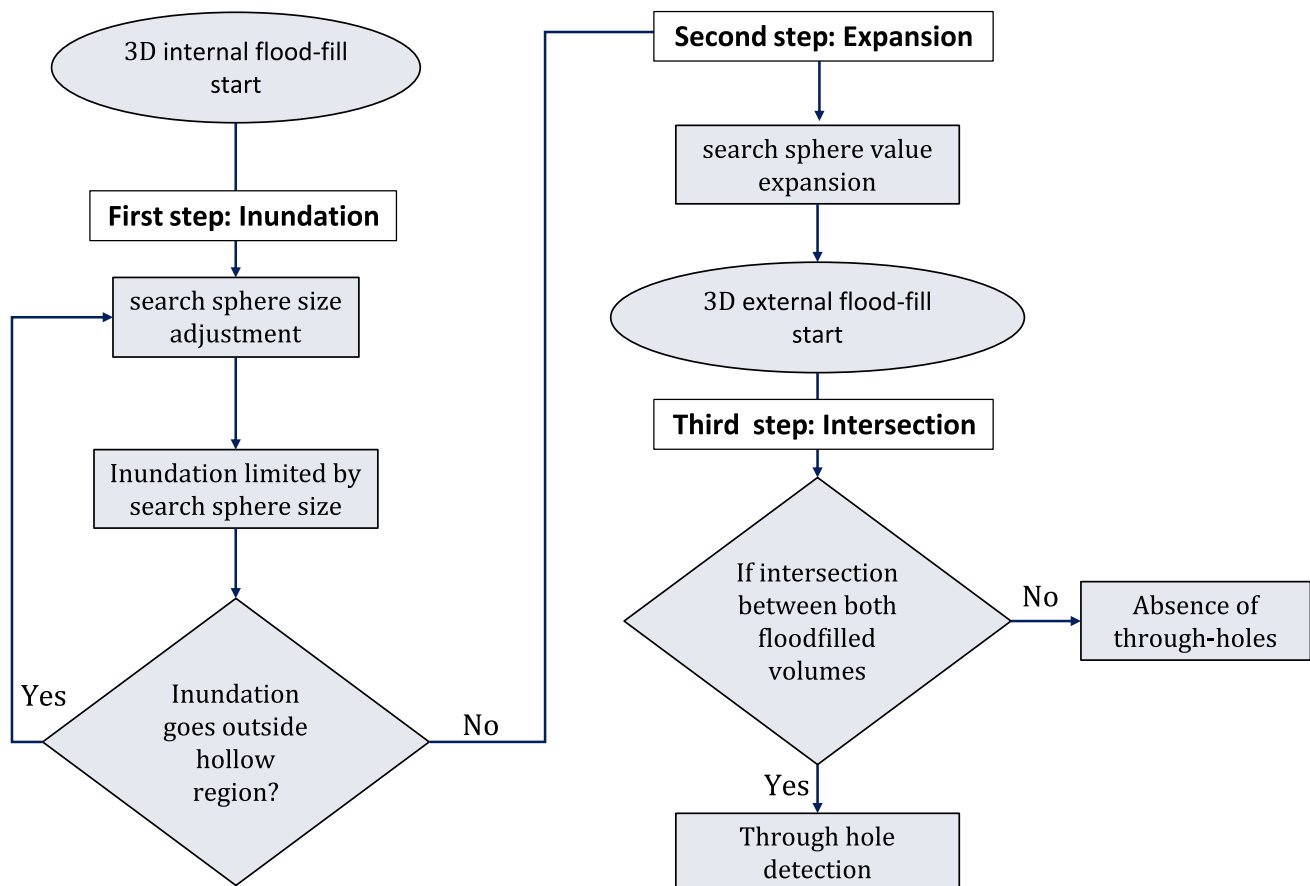 3D internal flood-fill
start
First step: Inundation
search sphere size
adjustment
Inundation limited by
search sphere size
Inundation
goes outside
hollow
region?
Yes
No
Second step: Expansion
search sphere value
expansion
3D external flood-fill
start
Third  step: Intersection
If intersection
between both
floodfilled
volumes
No
Absence of
through-holes
Yes
Through hole
detection